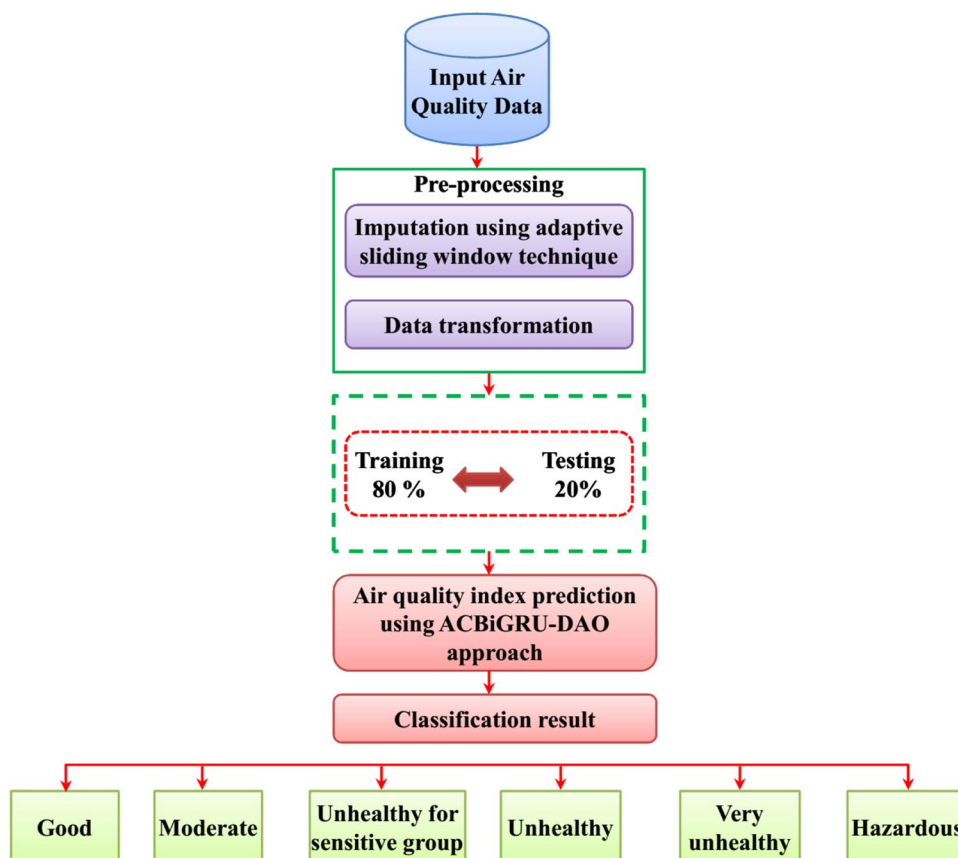 Input Air
Quality Data
Pre-processing
Imputation using adaptive
sliding window technique
Data transformation
Training
80 %
Testing
20%
Air quality index prediction
using ACBiGRU-DAO
approach
Classification result
Good
Moderate
Unhealthy for
sensitive group
Unhealthy
Very
unhealthy
Hazardous